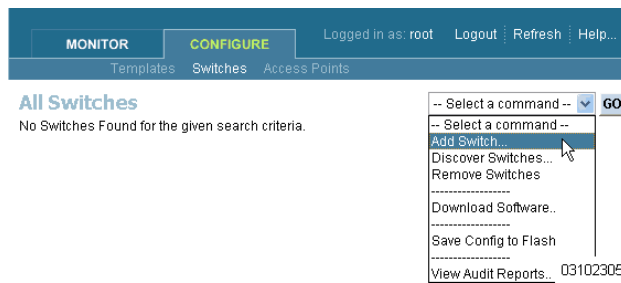 Logged in as: root Logout Refresh Help...
MONITOR CONFIGURE
Templates Switches Access Points
All Switches
-- Select a command -- GO
No Switches Found for the given search criteria.
-- Select a command --
Add Switch...
Discover Switches...
Remove Switches
------------------
Download Software..
------------------
Save Config to Flash
------------------
View Audit Reports..
03102305